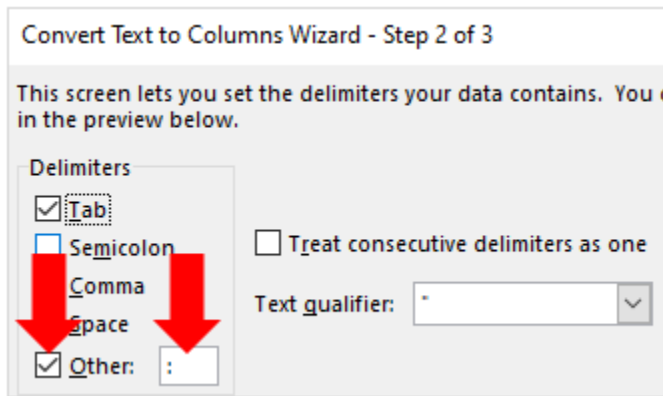 Convert Text to Columns Wizard - Step 2 of 3
This screen lets you set the delimiters your data contains. You
in the preview below.
Delimiters
Tab
Semicolon
Treat consecutive delimiters as one
Comma
Text qualifier: "
Space
Other: :